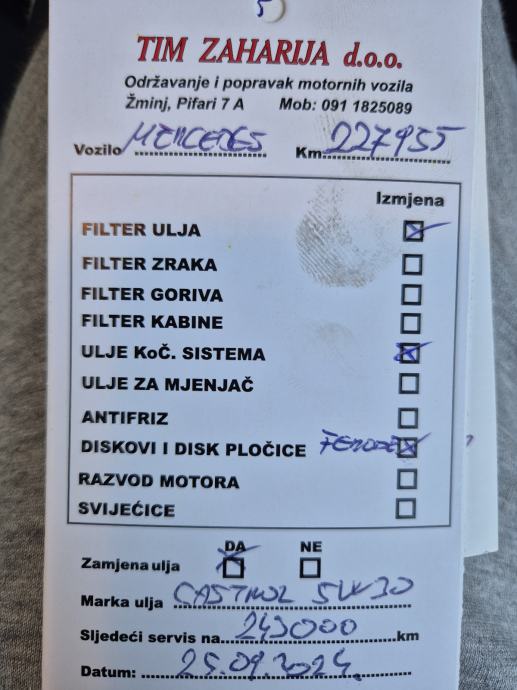 5
TIM ZAHARIJA d.o.o.
Održavanje i popravak motornih vozila
Žminj, Pifari 7 A Mob: 091 1825089
Vozilo MERCEDES Km 227955
Izmjena
FILTER ULJA
FILTER ZRAKA
FILTER GORIVA
FILTER KABINE
ULJE KoČ. SISTEMA
ULJE ZA MJENJAČ
ANTIFRIZ
DISKOVI I DISK PLOČICE
RAZVOD MOTORA
SVIJEĆICE
DA NE
Zamjena ulja
Marka ulja CASTROL 5W30
Sljedeći servis na 243000 km
Datum: 25.09.2024.